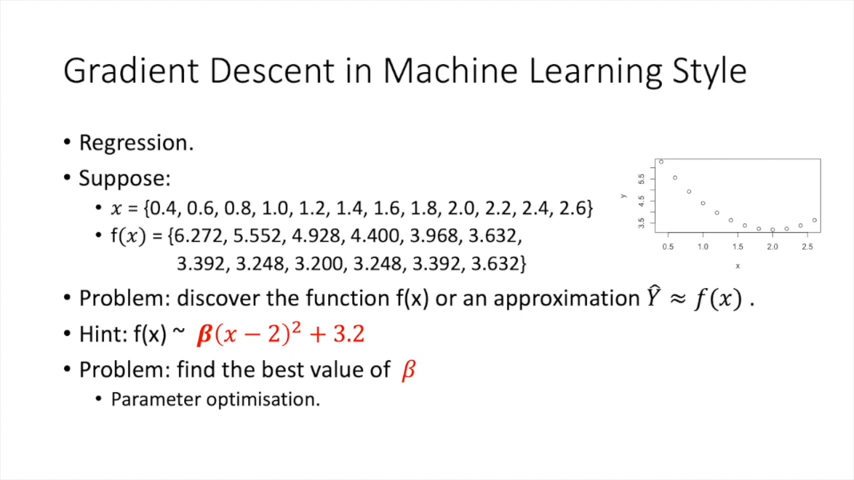 Gradient Descent in Machine Learning Style
• Regression.
• Suppose:
• x = {0.4, 0.6, 0.8, 1.0, 1.2, 1.4, 1.6, 1.8, 2.0, 2.2, 2.4, 2.6}
• f(x) = {6.272, 5.552, 4.928, 4.400, 3.968, 3.632,
3.392, 3.248, 3.200, 3.248, 3.392, 3.632}
• Problem: discover the function f(x) or an approximation Ŷ ≈ f(x) .
• Hint: f(x) ~ β(x − 2)² + 3.2
• Problem: find the best value of β
• Parameter optimisation.
y
5.5
4.5
3.5
0.5 1.0 1.5 2.0 2.5
x